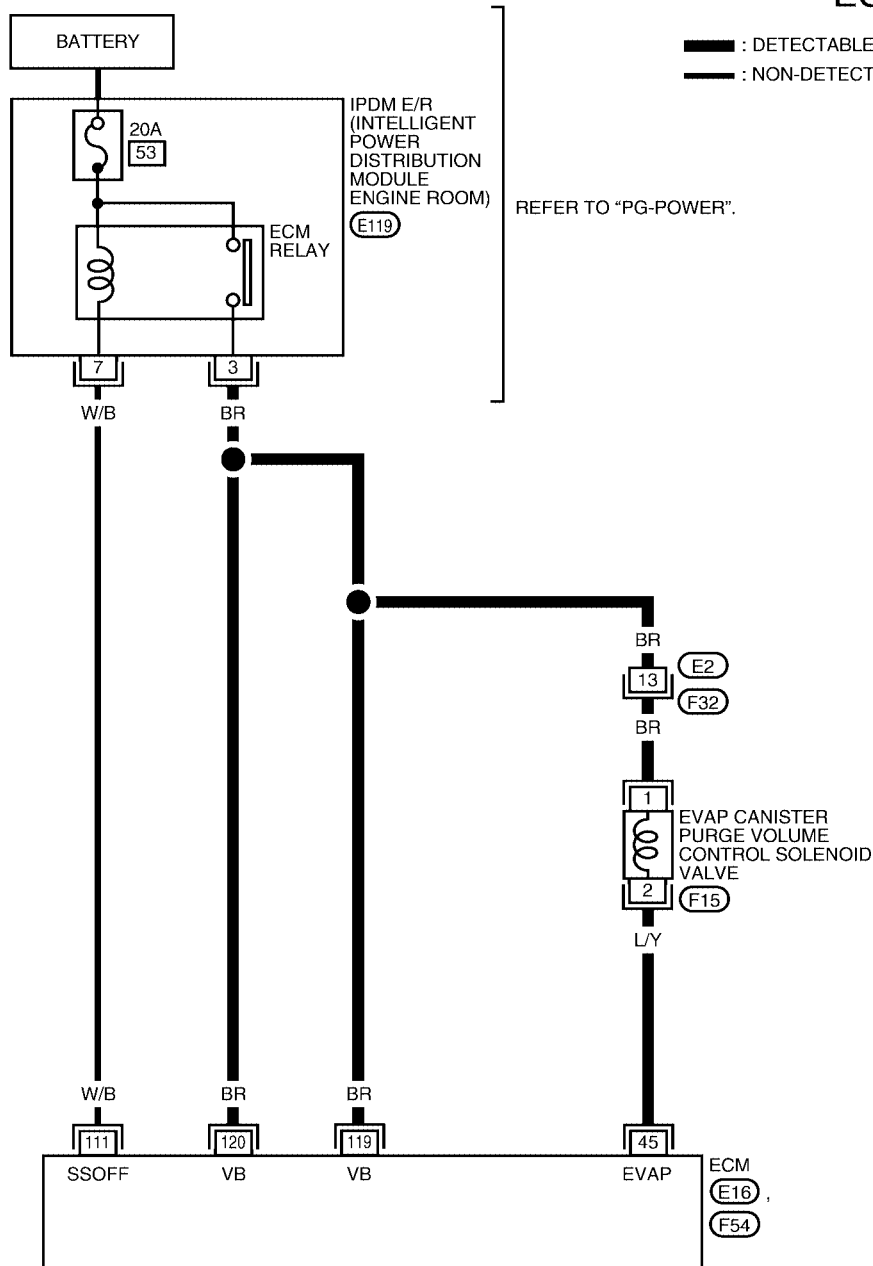 BATTERY
: DETECTABLE
: NON-DETECT
20A
53
IPDM E/R
(INTELLIGENT
POWER
DISTRIBUTION
MODULE
ENGINE ROOM)
E119
REFER TO “PG-POWER”.
ECM
RELAY
7
3
W/B
BR
BR
13
E2
F32
BR
1
EVAP CANISTER
PURGE VOLUME
CONTROL SOLENOID
VALVE
2
F15
L/Y
W/B
BR
BR
111
120
119
45
SSOFF
VB
VB
EVAP
ECM
E16 ,
F54